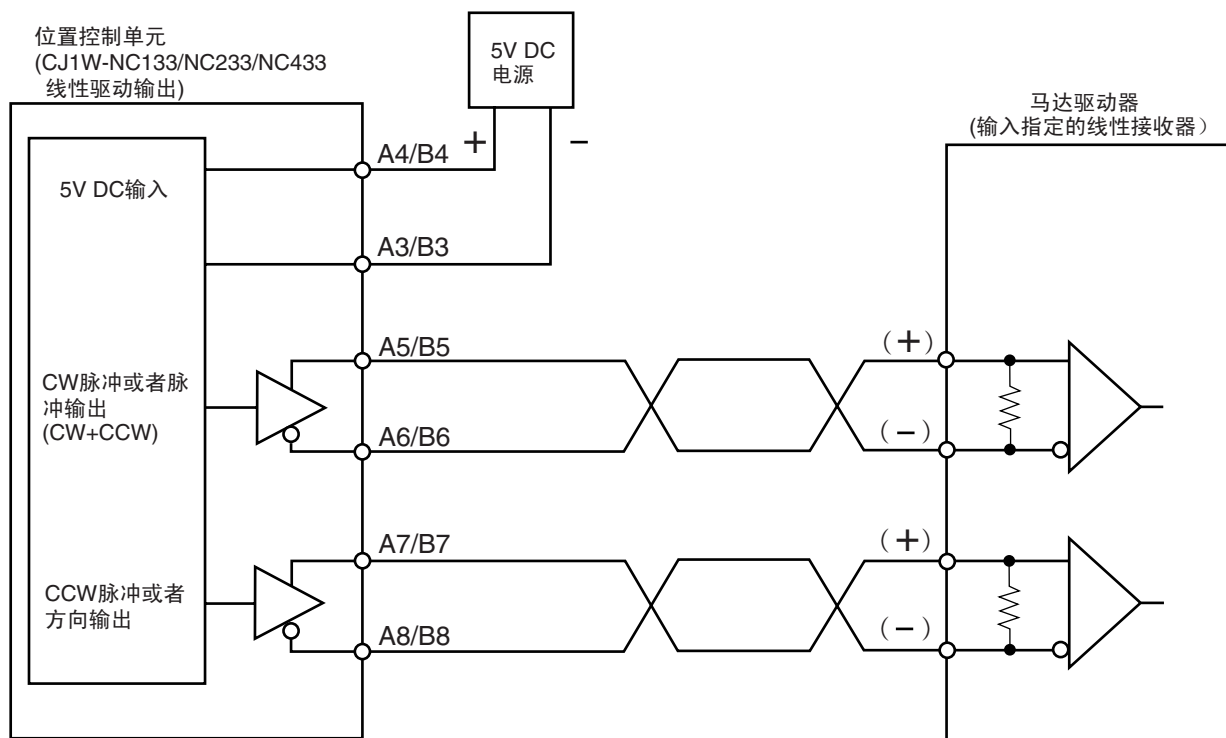 位置控制单元
(CJ1W-NC133/NC233/NC433
线性驱动输出)
5V DC
电源
马达驱动器
(输入指定的线性接收器）
A4/B4
+
−
5V DC输入
A3/B3
A5/B5
（+）
CW脉冲或者脉
冲输出
(CW+CCW)
A6/B6
（−）
A7/B7
（+）
CCW脉冲或者
方向输出
A8/B8
（−）